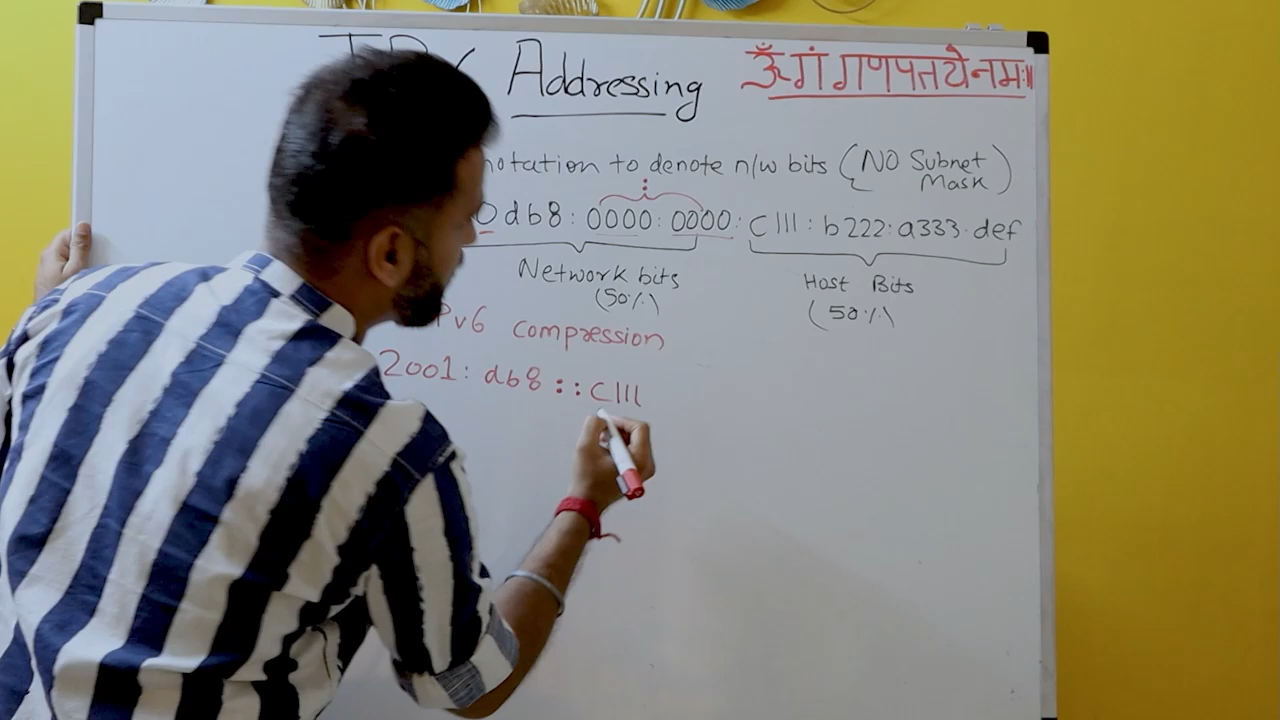 Addressing
ॐ गं गणपतये नमः॥
notation to denote n/w bits (NO Subnet Mask)
0db8:0000:0000:c111:b222:a333:def
Network bits
(50%)
Host Bits
(50%)
Pv6 compression
2001:db8::c111